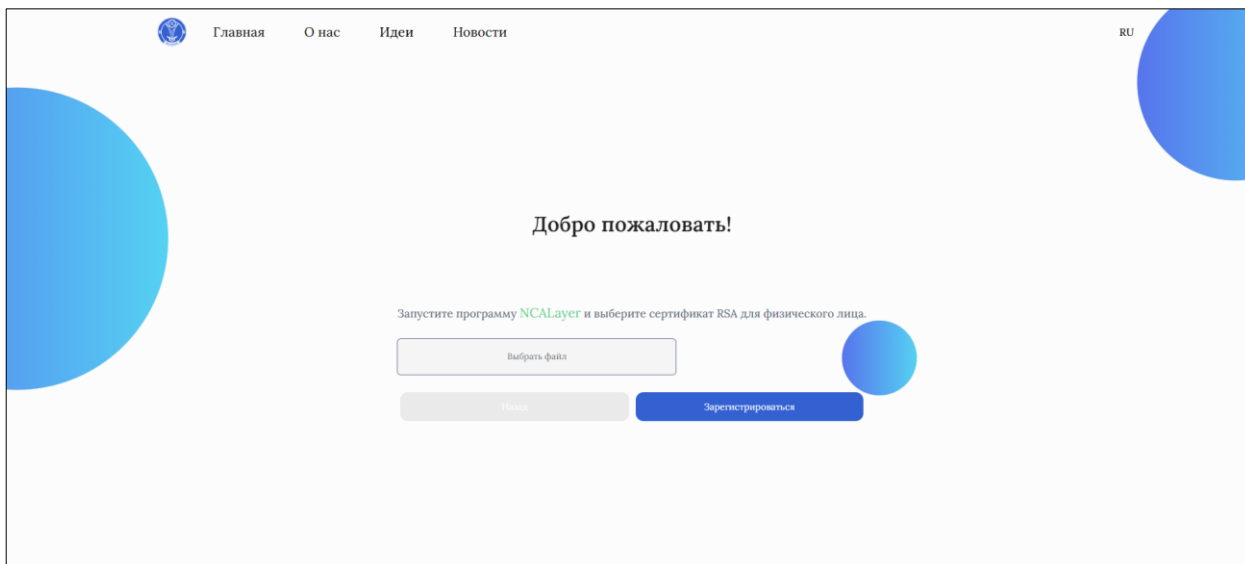 Главная О нас Идеи Новости RU
Добро пожаловать!
Запустите программу NCALayer и выберите сертификат RSA для физического лица.
Выбрать файл
Назад Зарегистрироваться